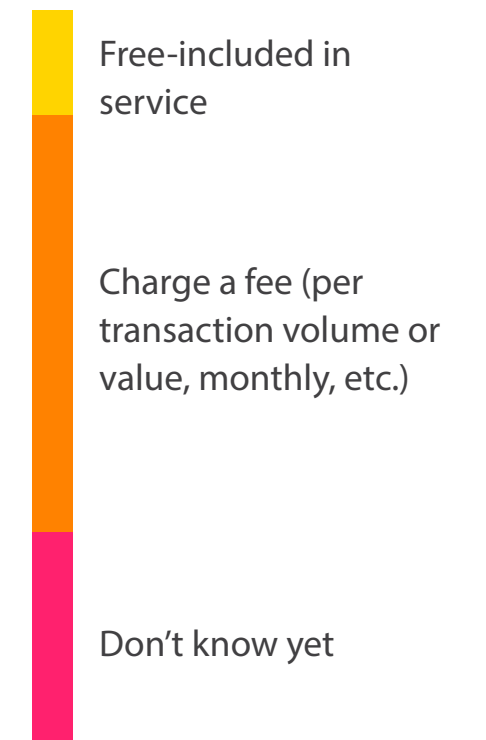 Free-included in
service
Charge a fee (per
transaction volume or
value, monthly, etc.)
Don’t know yet